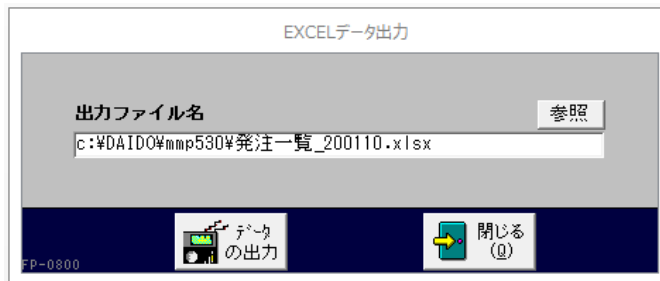 EXCELデータ出力
出力ファイル名
参照
c:¥DAIDO¥mmp530¥発注一覧_200110.xlsx
データ
の出力
閉じる
(Q)
FP-0800